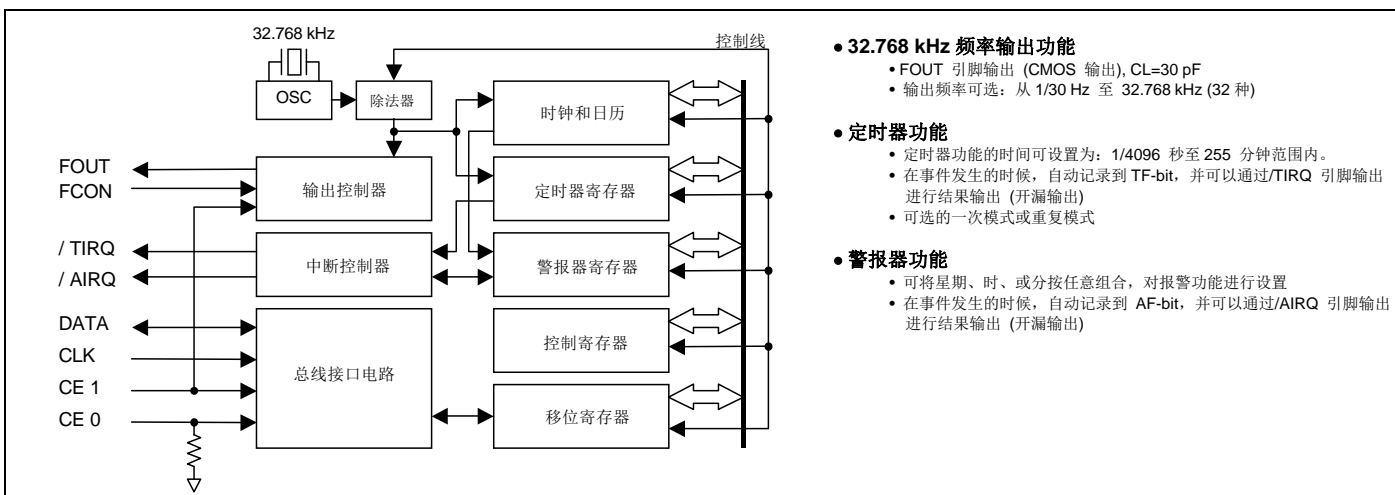 32.768 kHz
控制线
OSC
除法器
时钟和日历
FOUT
FCON
输出控制器
定时器寄存器
/ TIRQ
/ AIRQ
中断控制器
警报器寄存器
DATA
CLK
CE 1
CE 0
总线接口电路
控制寄存器
移位寄存器
● 32.768 kHz 频率输出功能
• FOUT 引脚输出 (CMOS 输出), CL=30 pF
• 输出频率可选：从 1/30 Hz 至 32.768 kHz (32 种)
● 定时器功能
• 定时器功能的时间可设置为：1/4096 秒至 255 分钟范围内。
• 在事件发生的时候，自动记录到 TF-bit，并可以通过/TIRQ 引脚输出
进行结果输出 (开漏输出)
• 可选的一次模式或重复模式
● 警报器功能
• 可将星期、时、或分按任意组合，对报警功能进行设置
• 在事件发生的时候，自动记录到 AF-bit，并可以通过/AIRQ 引脚输出
进行结果输出 (开漏输出)